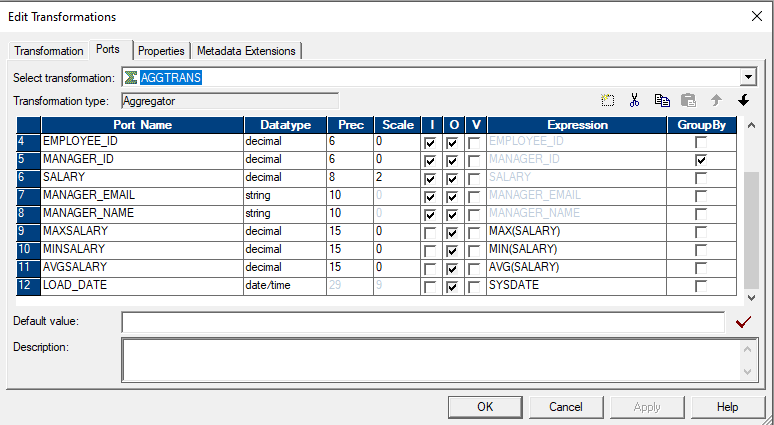 Edit Transformations
Transformation Ports Properties Metadata Extensions
Select transformation: AGGTRANS
Transformation type: Aggregator
Port Name Datatype Prec Scale I O V Expression GroupBy
4 EMPLOYEE_ID decimal 6 0 EMPLOYEE_ID
5 MANAGER_ID decimal 6 0 MANAGER_ID
6 SALARY decimal 8 2 SALARY
7 MANAGER_EMAIL string 10 0 MANAGER_EMAIL
8 MANAGER_NAME string 10 0 MANAGER_NAME
9 MAXSALARY decimal 15 0 MAX(SALARY)
10 MINSALARY decimal 15 0 MIN(SALARY)
11 AVGSALARY decimal 15 0 AVG(SALARY)
12 LOAD_DATE date/time 29 9 SYSDATE
Default value:
Description:
OK Cancel Apply Help